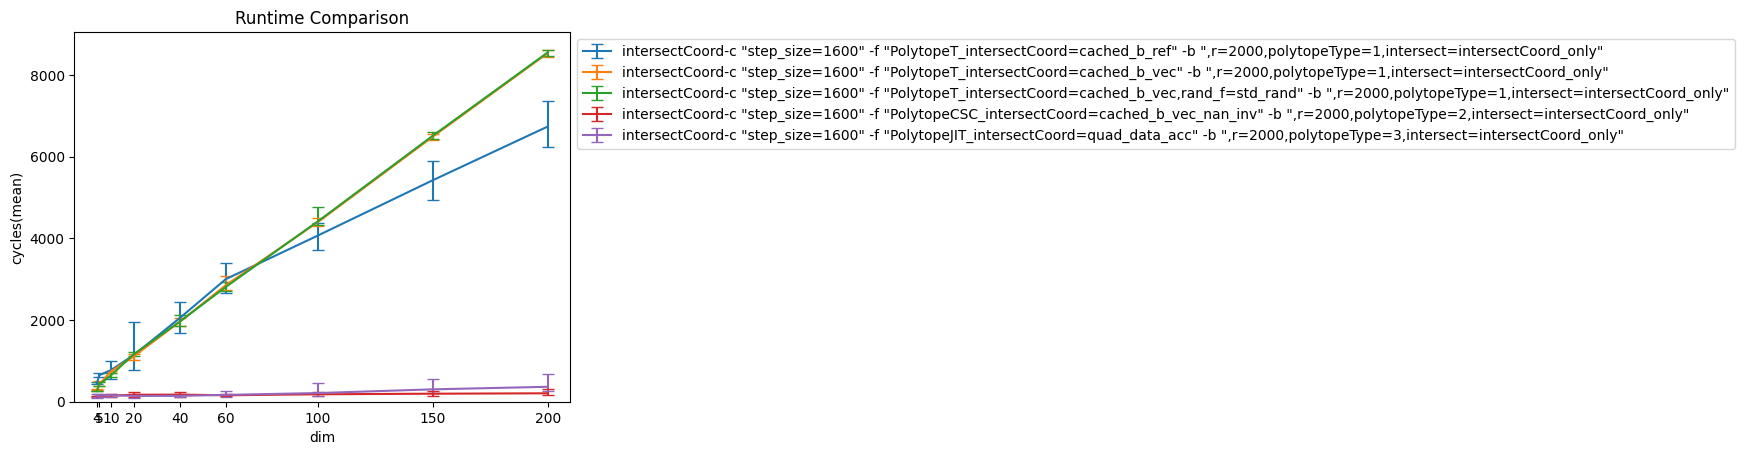 Runtime Comparison
cycles(mean)
8000
6000
4000
2000
0
4 5 10 20 40 60 100 150 200
dim
intersectCoord-c "step_size=1600" -f "PolytopeT_intersectCoord=cached_b_ref" -b ",r=2000,polytopeType=1,intersect=intersectCoord_only"
intersectCoord-c "step_size=1600" -f "PolytopeT_intersectCoord=cached_b_vec" -b ",r=2000,polytopeType=1,intersect=intersectCoord_only"
intersectCoord-c "step_size=1600" -f "PolytopeT_intersectCoord=cached_b_vec,rand_f=std_rand" -b ",r=2000,polytopeType=1,intersect=intersectCoord_only"
intersectCoord-c "step_size=1600" -f "PolytopeCSC_intersectCoord=cached_b_vec_nan_inv" -b ",r=2000,polytopeType=2,intersect=intersectCoord_only"
intersectCoord-c "step_size=1600" -f "PolytopeJIT_intersectCoord=quad_data_acc" -b ",r=2000,polytopeType=3,intersect=intersectCoord_only"